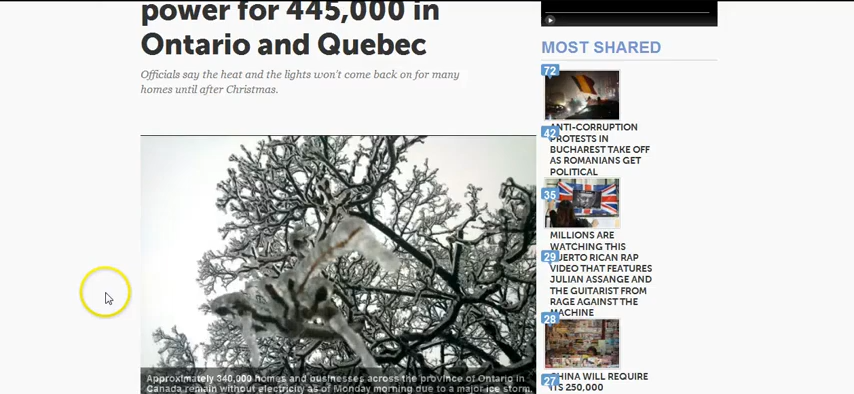 power for 445,000 in
Ontario and Quebec
Officials say the heat and the lights won't come back on for many
homes until after Christmas.
Approximately 340,000 homes and businesses across the province of Ontario in
Canada remain without electricity as of Monday morning due to a major ice storm.
MOST SHARED
72
ANTI-CORRUPTION
42
PROTESTS IN
BUCHAREST TAKE OFF
AS ROMANIANS GET
POLITICAL
35
MILLIONS ARE
WATCHING THIS
29
PUERTO RICAN RAP
VIDEO THAT FEATURES
JULIAN ASSANGE AND
THE GUITARIST FROM
RAGE AGAINST THE
MACHINE
28
CHINA WILL REQUIRE
27
ITS 250,000